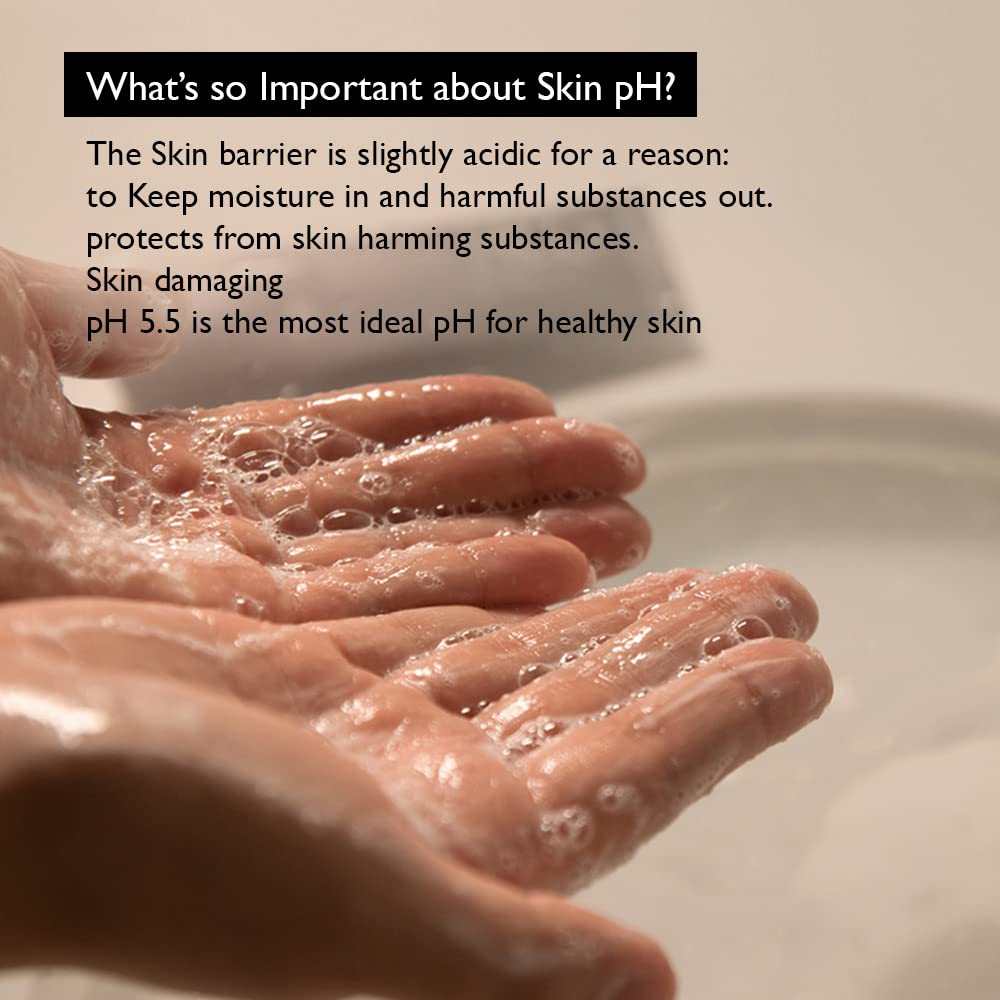 What's so Important about Skin pH?
The Skin barrier is slightly acidic for a reason:
to Keep moisture in and harmful substances out.
protects from skin harming substances.
Skin damaging
pH 5.5 is the most ideal pH for healthy skin